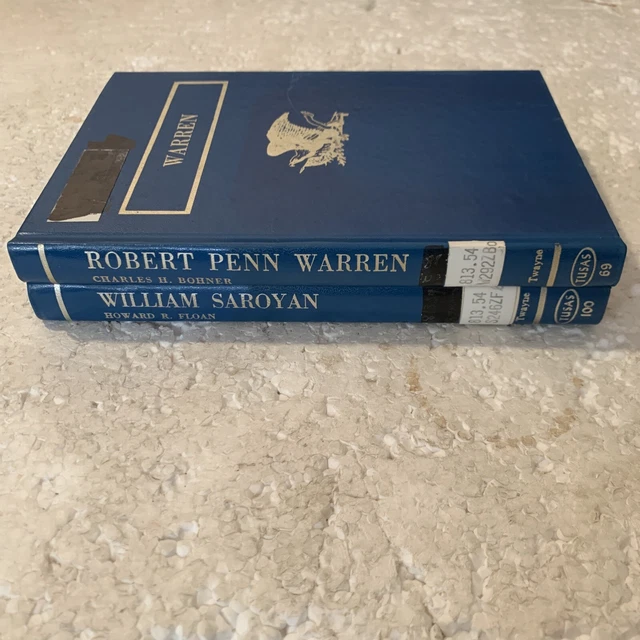 WARREN
ROBERT PENN WARREN
CHARLES H. BOHNER
813.54
Twayne
TUSAS
69
WILLIAM SAROYAN
HOWARD R. FLOAN
813.54
Twayne
TUSAS
100